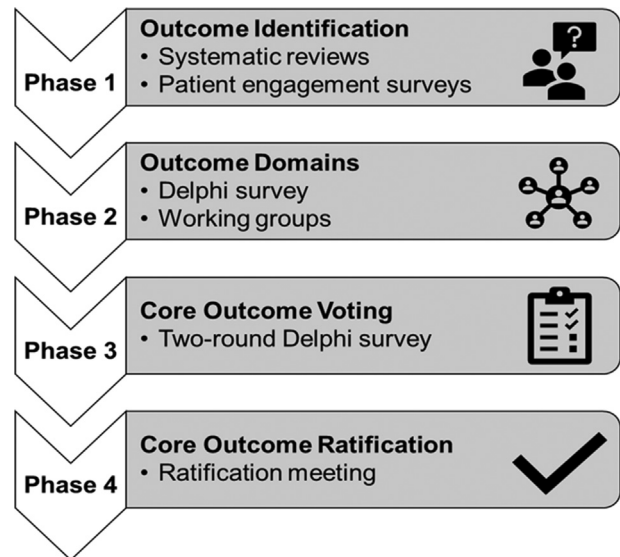 Phase 1
Outcome Identification
• Systematic reviews
• Patient engagement surveys
?
Phase 2
Outcome Domains
• Delphi survey
• Working groups
Phase 3
Core Outcome Voting
• Two-round Delphi survey
Phase 4
Core Outcome Ratification
• Ratification meeting